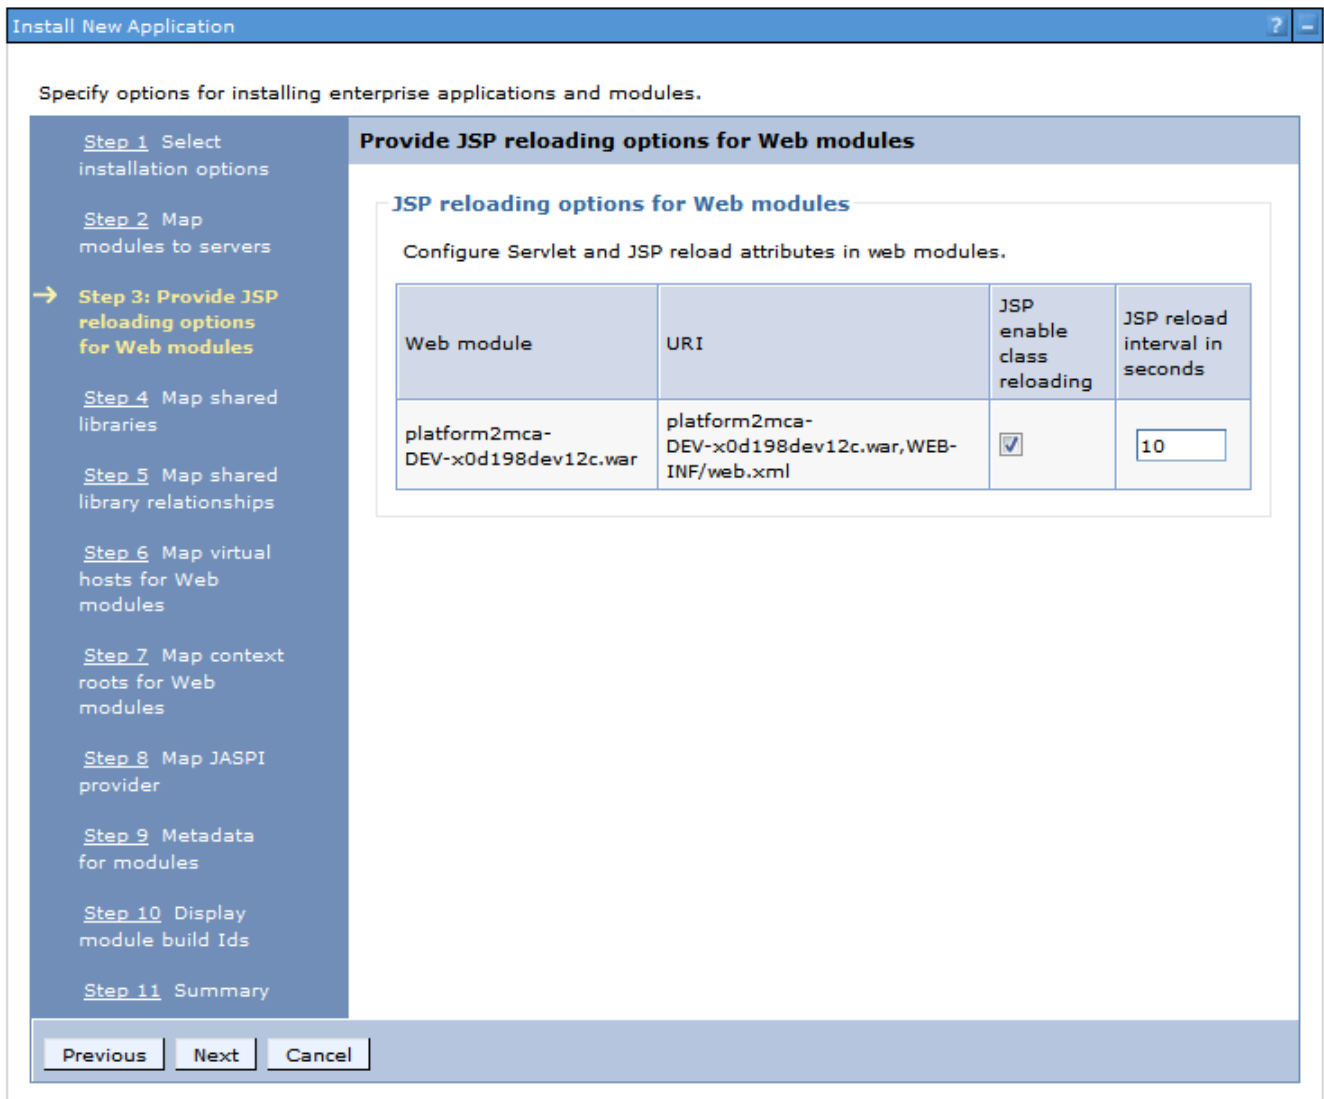 Install New Application
? –
Specify options for installing enterprise applications and modules.
Step 1 Select
installation options
Step 2 Map
modules to servers
→ Step 3: Provide JSP
reloading options
for Web modules
Step 4 Map shared
libraries
Step 5 Map shared
library relationships
Step 6 Map virtual
hosts for Web
modules
Step 7 Map context
roots for Web
modules
Step 8 Map JASPI
provider
Step 9 Metadata
for modules
Step 10 Display
module build Ids
Step 11 Summary
Provide JSP reloading options for Web modules
JSP reloading options for Web modules
Configure Servlet and JSP reload attributes in web modules.
Web module
URI
JSP
enable
class
reloading
JSP reload
interval in
seconds
platform2mca-
DEV-x0d198dev12c.war
platform2mca-
DEV-x0d198dev12c.war,WEB-
INF/web.xml
10
Previous
Next
Cancel